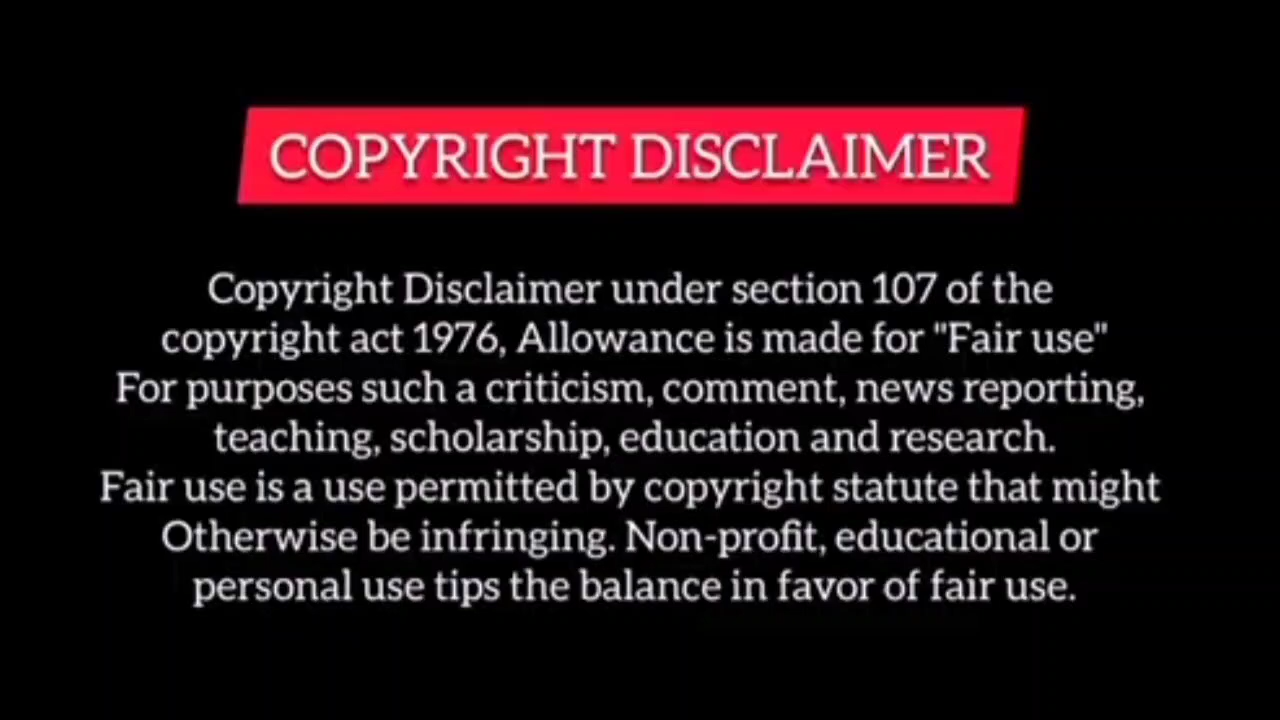 COPYRIGHT DISCLAIMER
Copyright Disclaimer under section 107 of the
copyright act 1976, Allowance is made for "Fair use"
For purposes such a criticism, comment, news reporting,
teaching, scholarship, education and research.
Fair use is a use permitted by copyright statute that might
Otherwise be infringing. Non-profit, educational or
personal use tips the balance in favor of fair use.